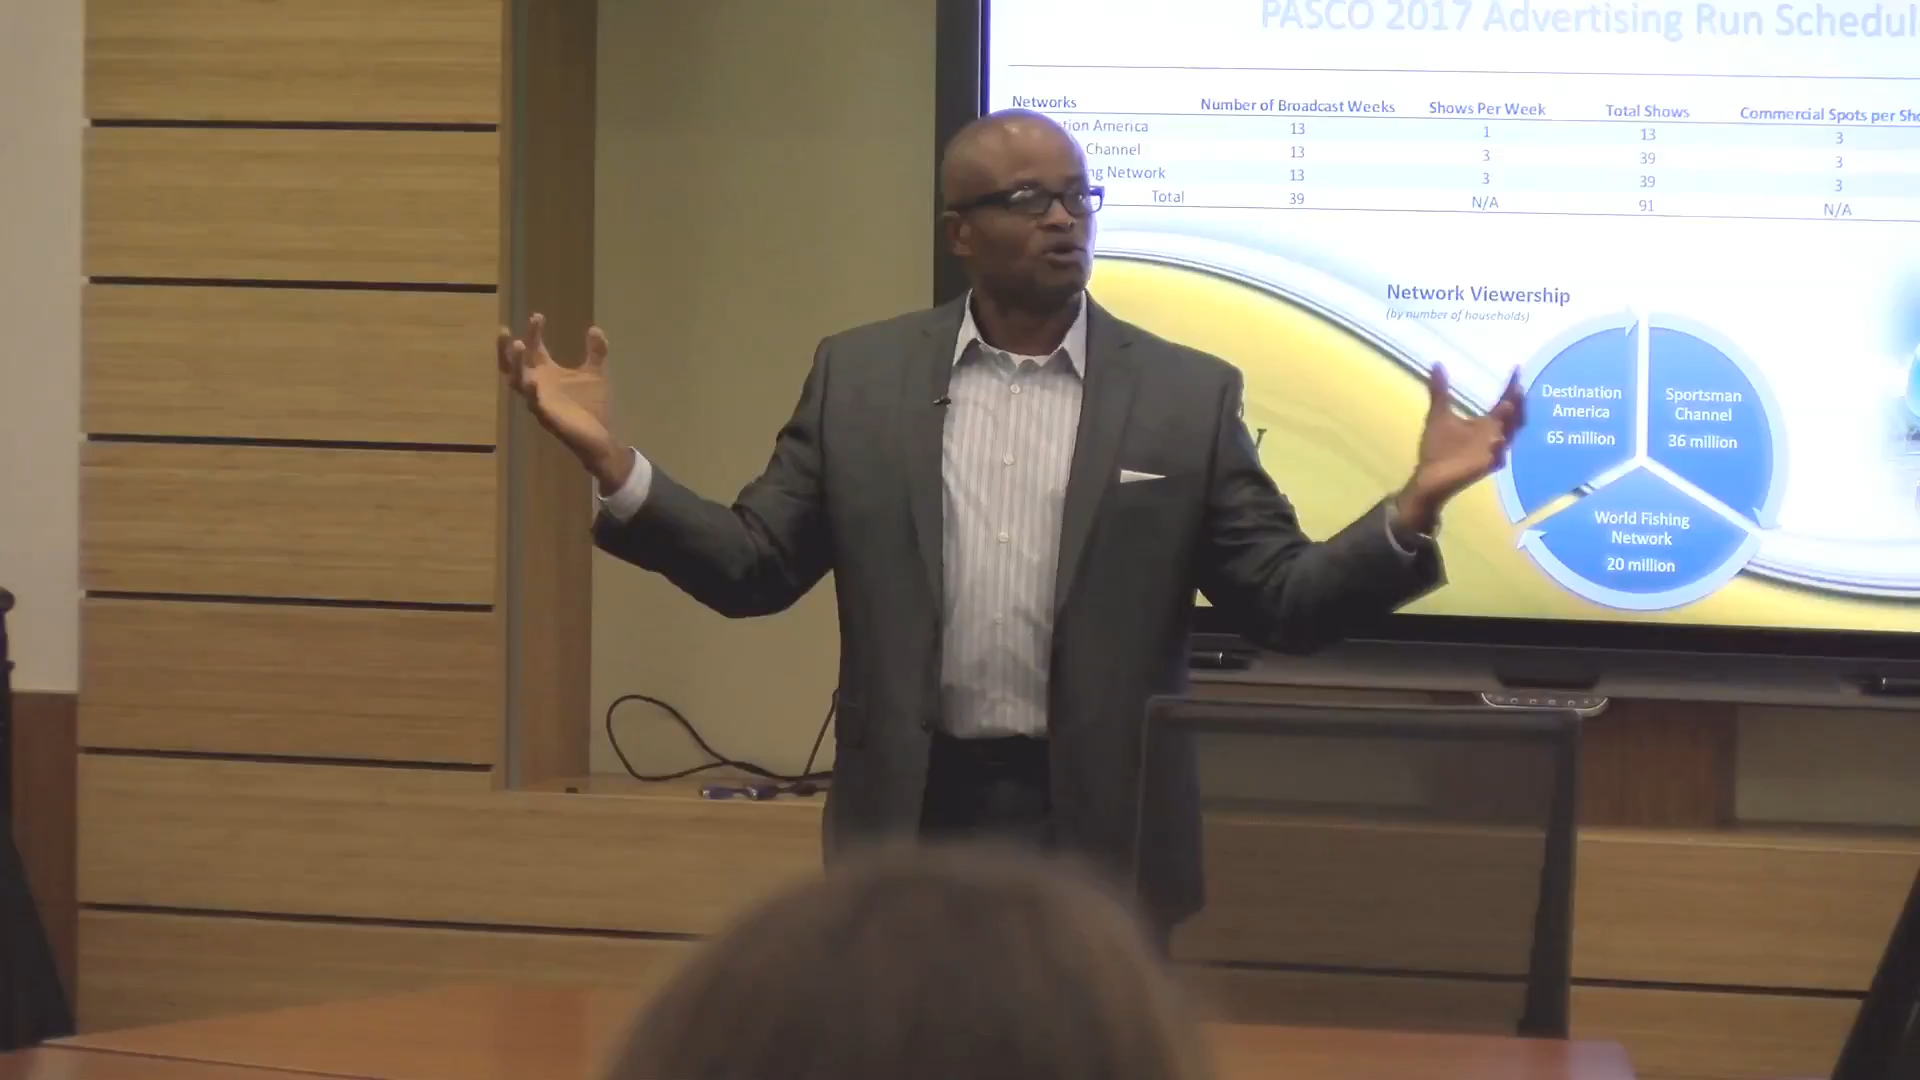 PASCO 2017 Advertising Run Schedul
Networks Number of Broadcast Weeks Shows Per Week Total Shows Commercial Spots per Sho
tion America 13 1 13 3
Channel 13 3 39 3
ng Network 13 3 39 3
Total 39 N/A 91 N/A
Network Viewership
(by number of households)
Destination
America
65 million
Sportsman
Channel
36 million
World Fishing
Network
20 million